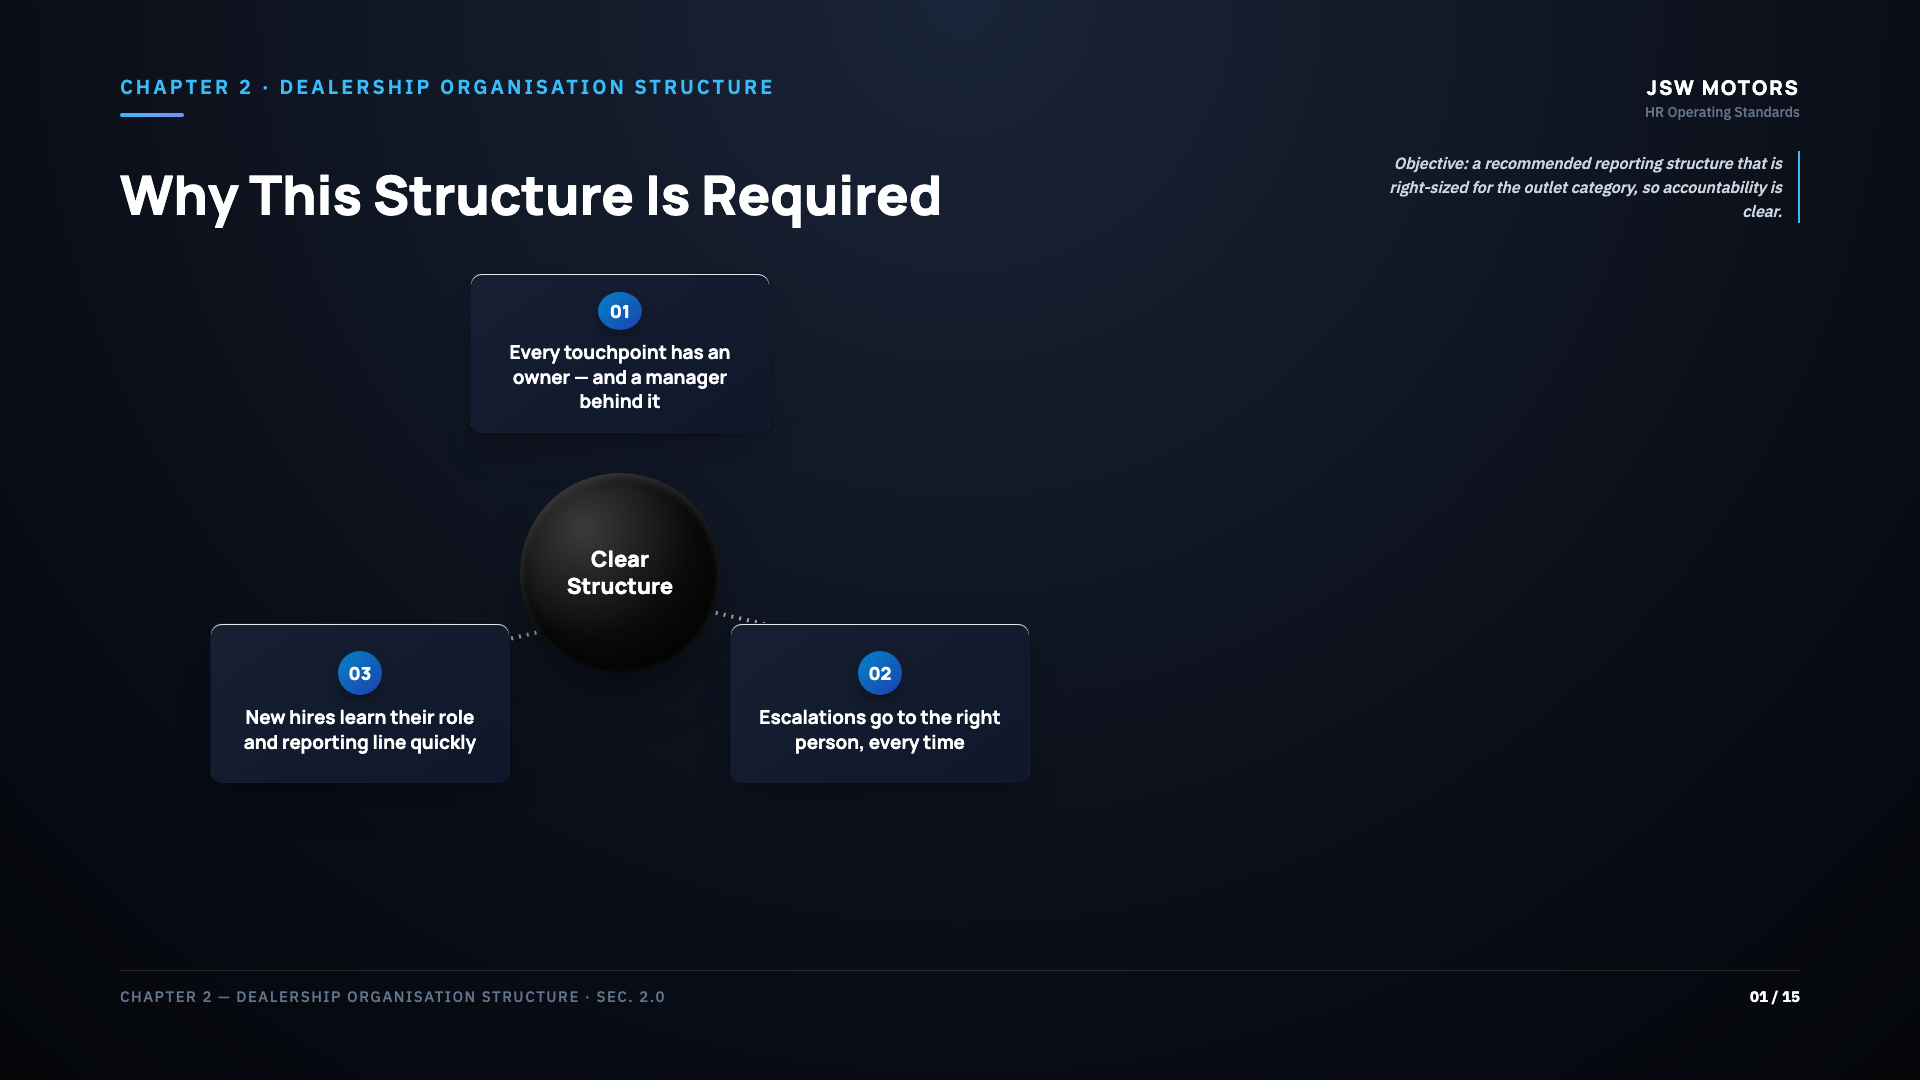 CHAPTER 2 · DEALERSHIP ORGANISATION STRUCTURE
JSW MOTORS
HR Operating Standards
Why This Structure Is Required
Objective: a recommended reporting structure that is
right-sized for the outlet category, so accountability is
clear.
01
Every touchpoint has an
owner — and a manager
behind it
Clear
Structure
03
New hires learn their role
and reporting line quickly
02
Escalations go to the right
person, every time
CHAPTER 2 — DEALERSHIP ORGANISATION STRUCTURE · SEC. 2.0
01 / 15